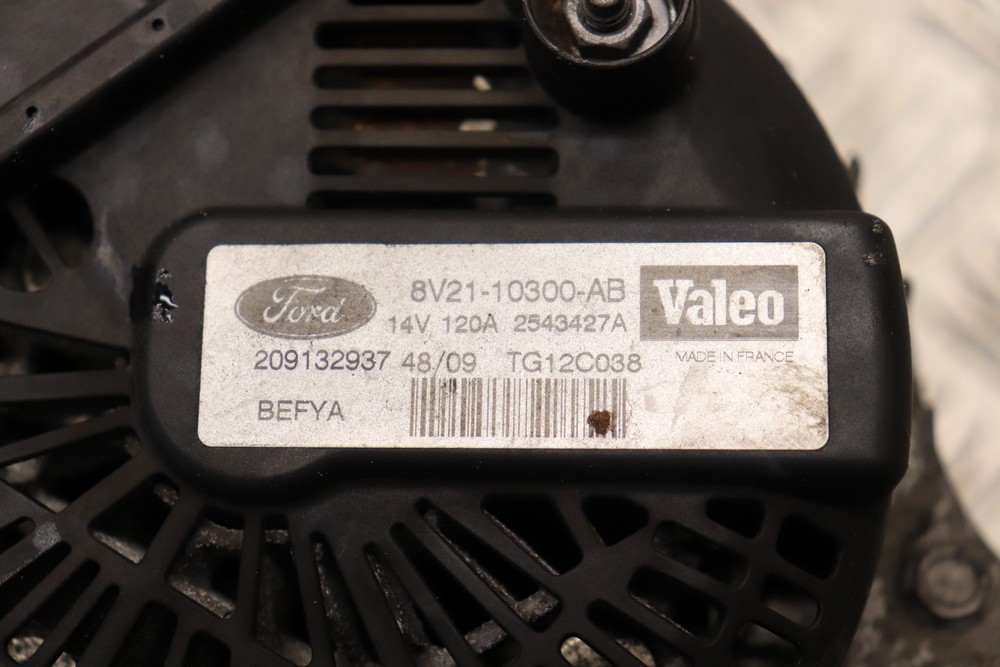 Ford 8V21-10300-AB Valeo
14V 120A 2543427A
209132937 48/09 TG12C038 MADE IN FRANCE
BEFYA